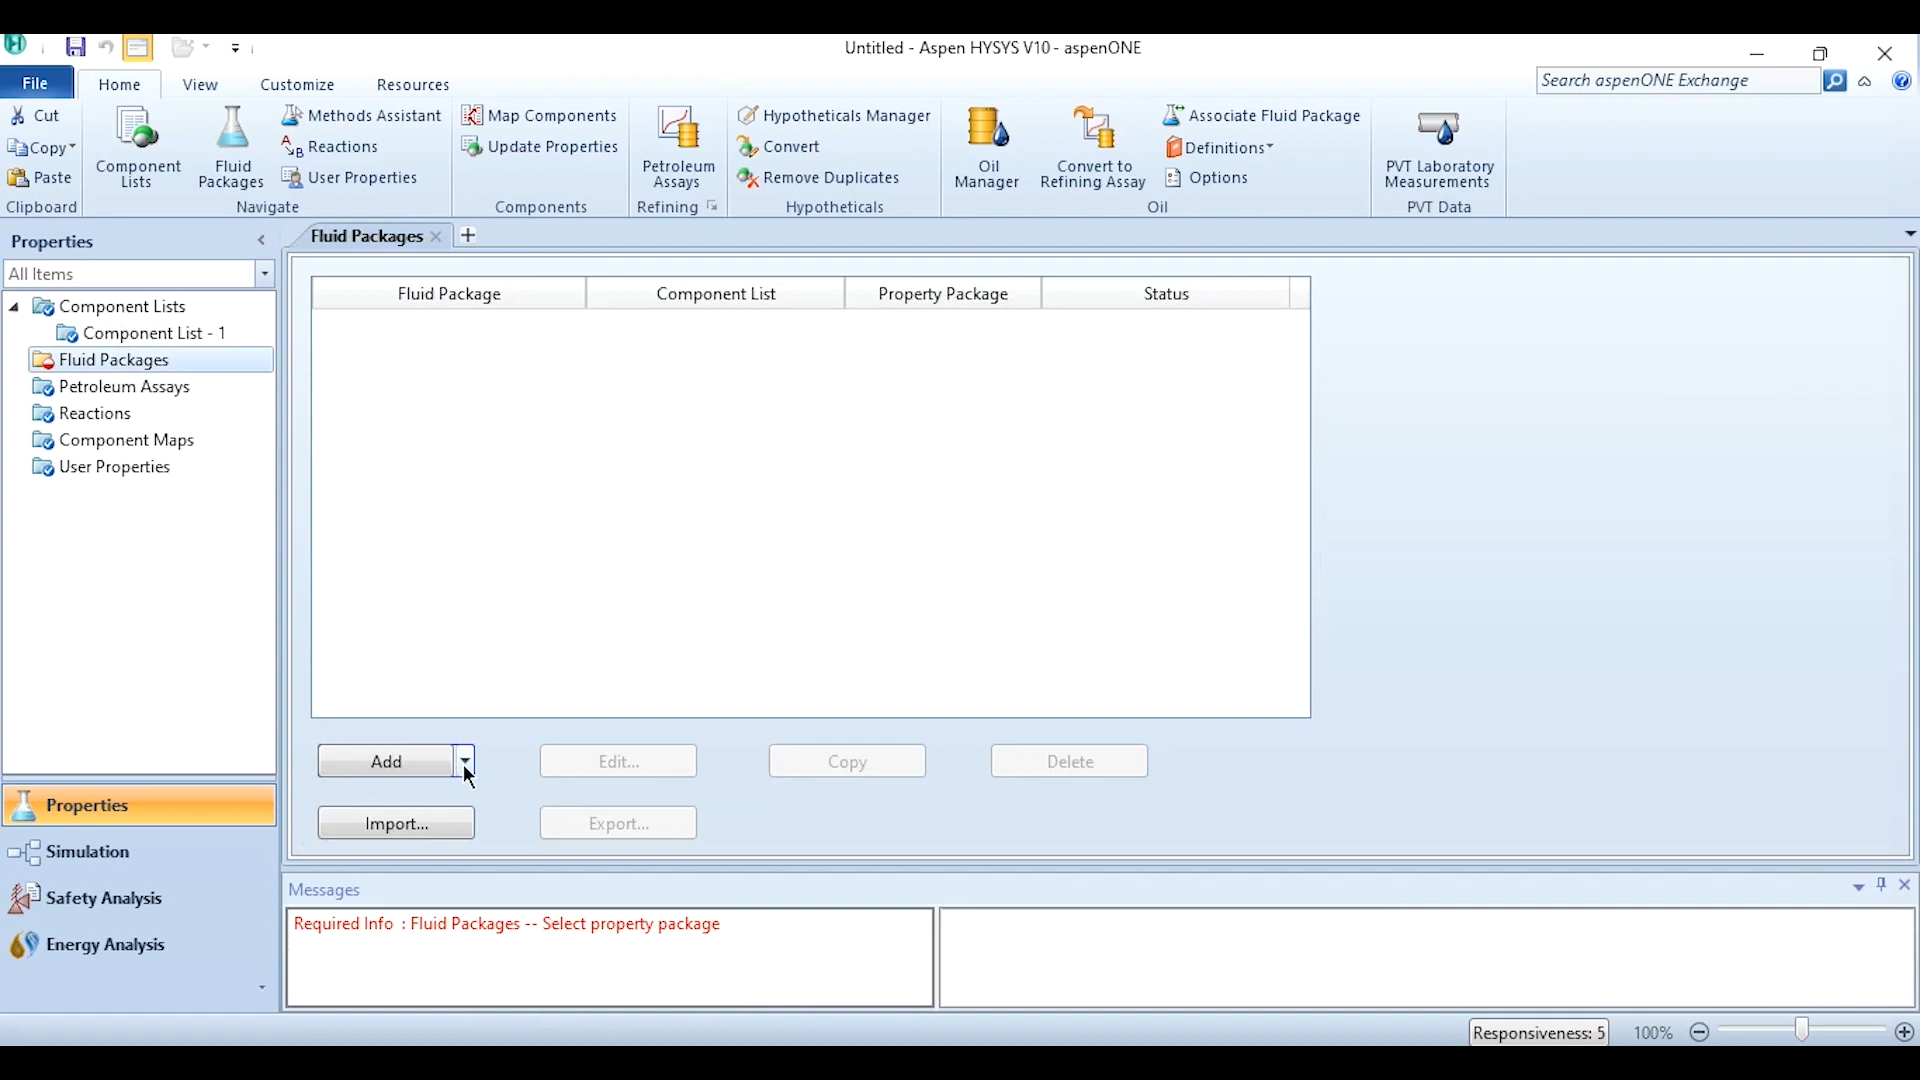 Untitled - Aspen HYSYS V10 - aspenONE
File Home View Customize Resources
Search aspenONE Exchange
Cut
Copy
Paste
Clipboard
Component Lists
Fluid Packages
Methods Assistant
Reactions
User Properties
Navigate
Map Components
Update Properties
Components
Petroleum Assays
Refining
Hypotheticals Manager
Convert
Remove Duplicates
Hypotheticals
Oil Manager
Convert to Refining Assay
Associate Fluid Package
Definitions
Options
Oil
PVT Laboratory Measurements
PVT Data
Properties
All Items
Component Lists
Component List - 1
Fluid Packages
Petroleum Assays
Reactions
Component Maps
User Properties
Properties
Simulation
Safety Analysis
Energy Analysis
Fluid Packages
Fluid Package Component List Property Package Status
Add Edit... Copy Delete
Import... Export...
Messages
Required Info : Fluid Packages -- Select property package
Responsiveness: 5 100%